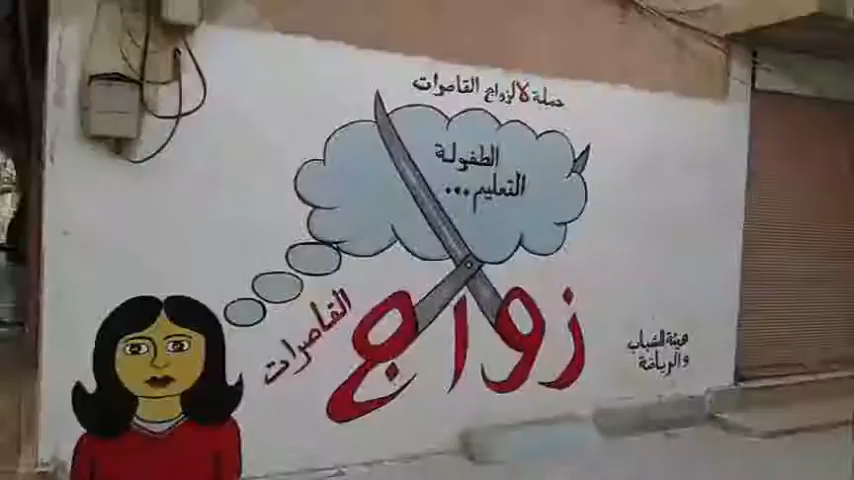 حملة لا لزواج القاصرات
الطفولة
التعليم...
زواج
القاصرات
هيئة الشباب
والرياضة